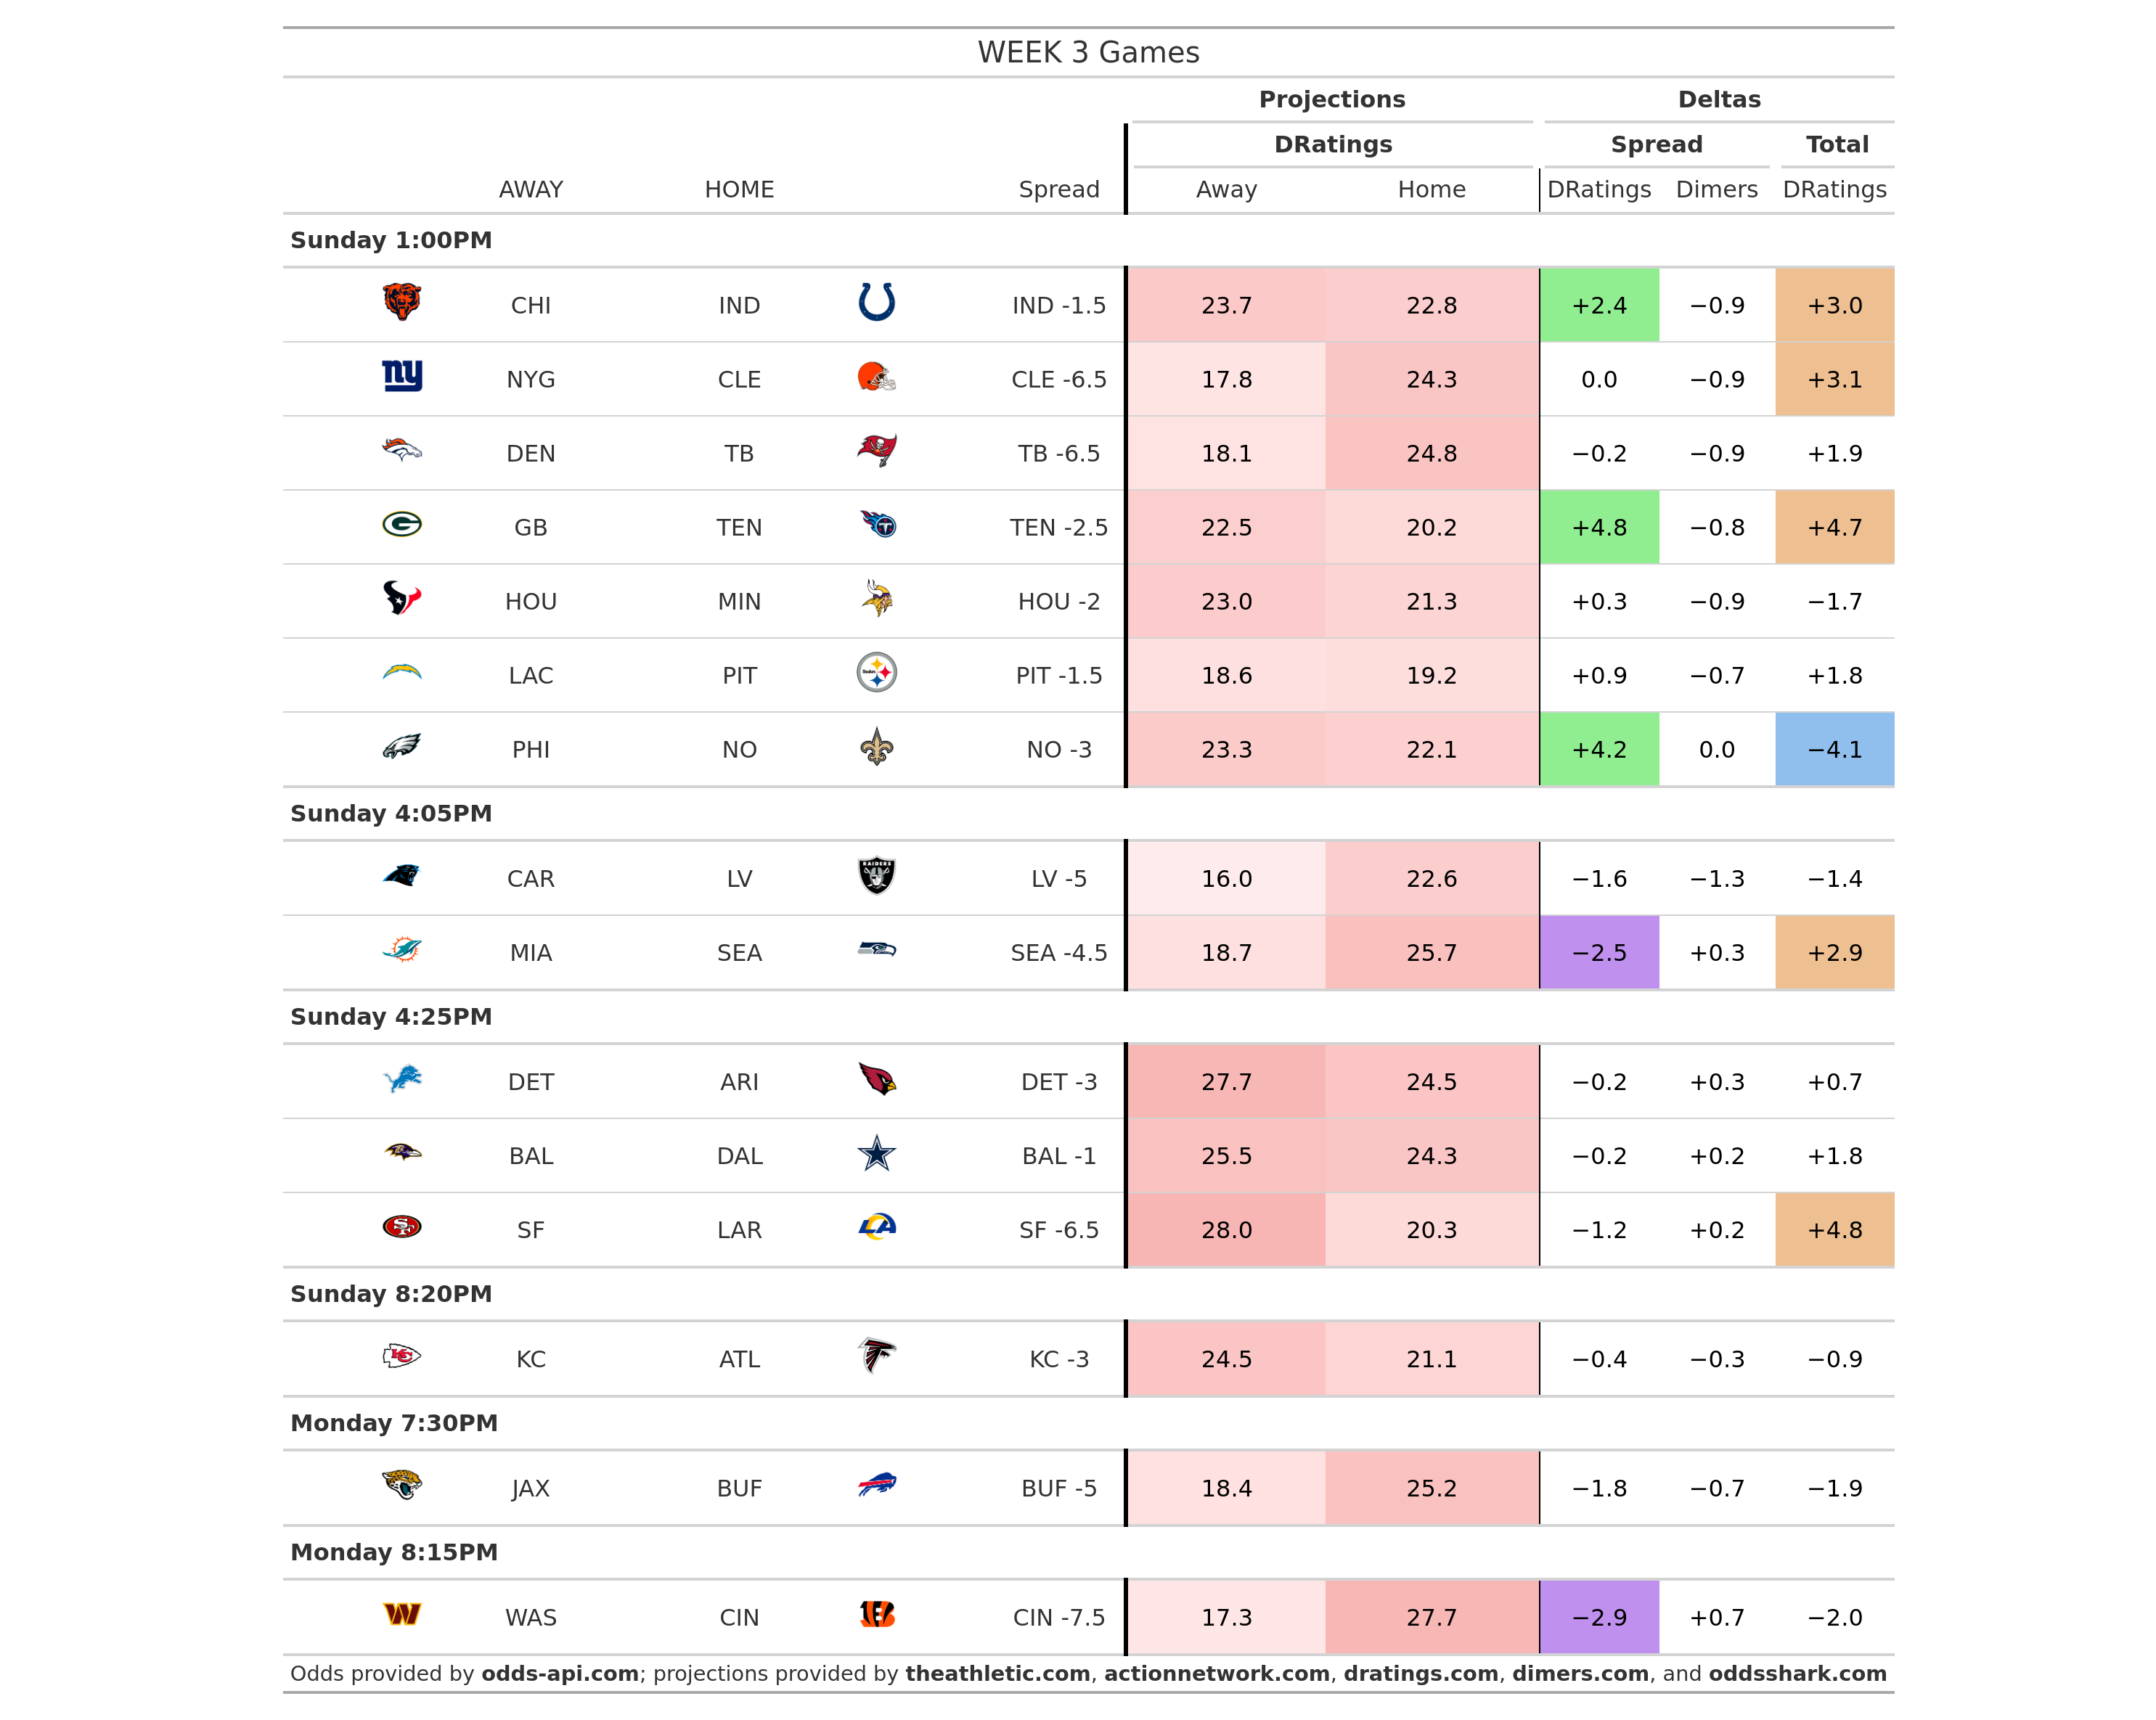 WEEK 3 Games
Projections Deltas
DRatings Spread Total
AWAY HOME Spread Away Home DRatings Dimers DRatings
Sunday 1:00PM
CHI IND IND -1.5 23.7 22.8 +2.4 −0.9 +3.0
NYG CLE CLE -6.5 17.8 24.3 0.0 −0.9 +3.1
DEN TB TB -6.5 18.1 24.8 −0.2 −0.9 +1.9
GB TEN TEN -2.5 22.5 20.2 +4.8 −0.8 +4.7
HOU MIN HOU -2 23.0 21.3 +0.3 −0.9 −1.7
LAC PIT PIT -1.5 18.6 19.2 +0.9 −0.7 +1.8
PHI NO NO -3 23.3 22.1 +4.2 0.0 −4.1
Sunday 4:05PM
CAR LV RAIDERS LV -5 16.0 22.6 −1.6 −1.3 −1.4
MIA SEA SEA -4.5 18.7 25.7 −2.5 +0.3 +2.9
Sunday 4:25PM
DET ARI DET -3 27.7 24.5 −0.2 +0.3 +0.7
BAL DAL BAL -1 25.5 24.3 −0.2 +0.2 +1.8
SF LAR SF -6.5 28.0 20.3 −1.2 +0.2 +4.8
Sunday 8:20PM
KC ATL KC -3 24.5 21.1 −0.4 −0.3 −0.9
Monday 7:30PM
JAX BUF BUF -5 18.4 25.2 −1.8 −0.7 −1.9
Monday 8:15PM
WAS CIN CIN -7.5 17.3 27.7 −2.9 +0.7 −2.0
Odds provided by odds-api.com; projections provided by theathletic.com, actionnetwork.com, dratings.com, dimers.com, and oddsshark.com